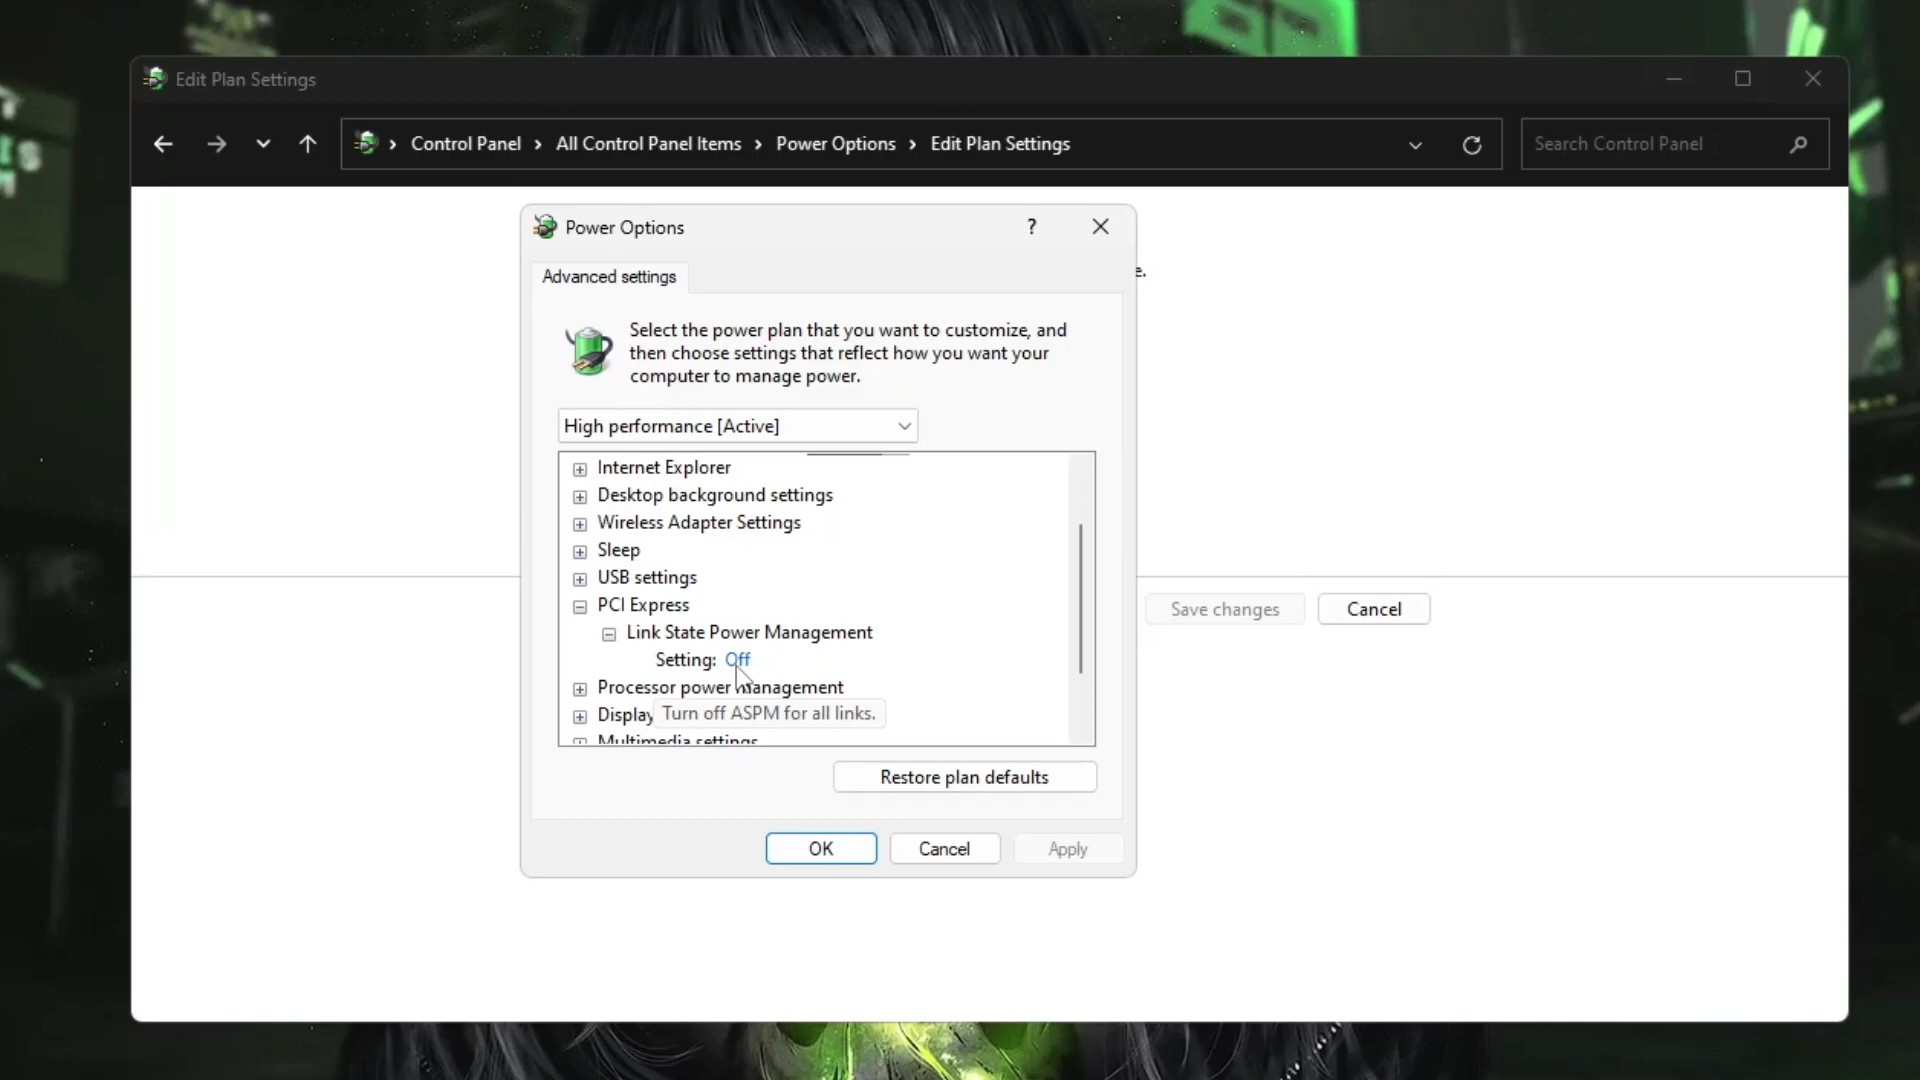 Edit Plan Settings
Control Panel > All Control Panel Items > Power Options > Edit Plan Settings
Search Control Panel
Power Options
?
e.
Advanced settings
Select the power plan that you want to customize, and
then choose settings that reflect how you want your
computer to manage power.
High performance [Active]
Internet Explorer
Desktop background settings
Wireless Adapter Settings
Sleep
USB settings
PCI Express
Link State Power Management
Setting: Off
Processor power management
Display
Turn off ASPM for all links.
Multimedia settings
Save changes
Cancel
Restore plan defaults
OK
Cancel
Apply